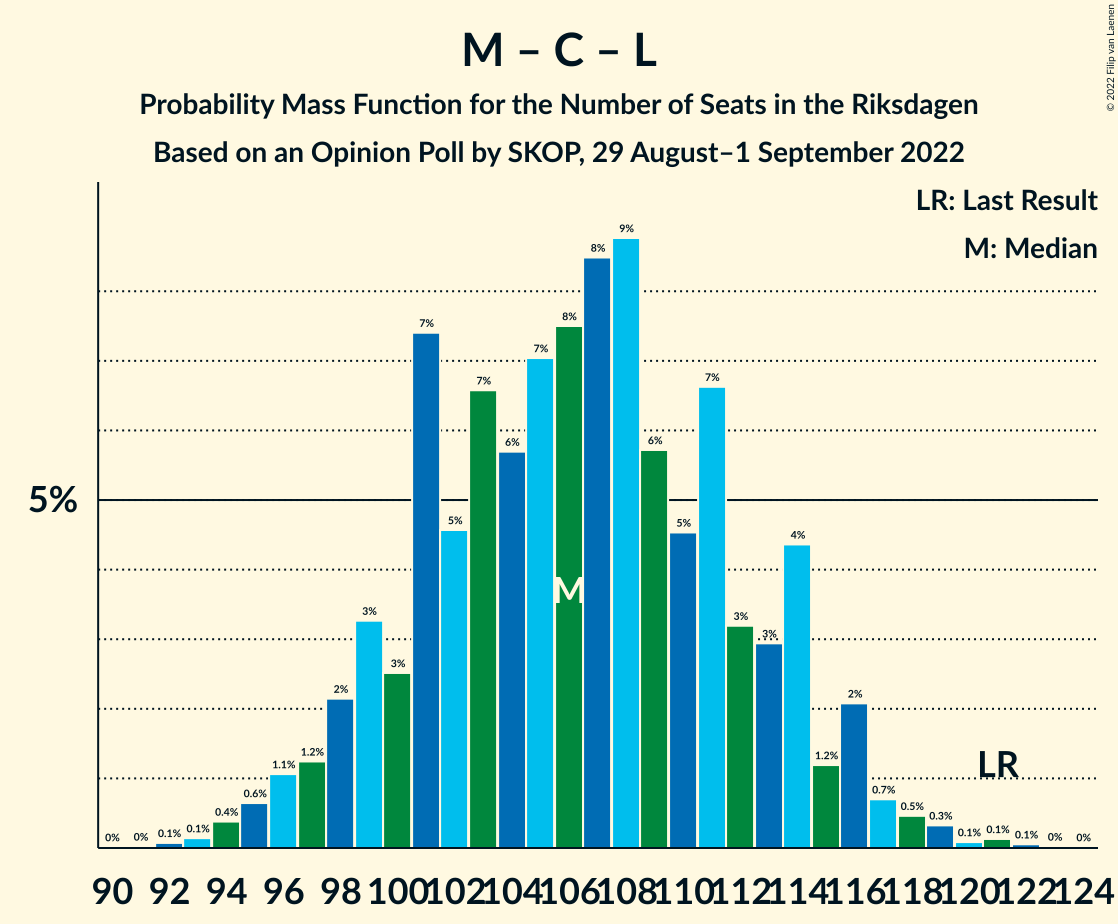 M – C – L
Probability Mass Function for the Number of Seats in the Riksdagen
Based on an Opinion Poll by SKOP, 29 August–1 September 2022
© 2022 Filip van Laenen
LR: Last Result
M: Median
5%
0% 0% 0.1% 0.1% 0.4% 0.6% 1.1% 1.2% 2% 3% 3% 7% 5% 7% 6% 7% 8% 8% 9% 6% 5% 7% 3% 3% 4% 1.2% 2% 0.7% 0.5% 0.3% 0.1% 0.1% 0.1% 0% 0%
M
LR
90 92 94 96 98 100 102 104 106 108 110 112 114 116 118 120 122 124